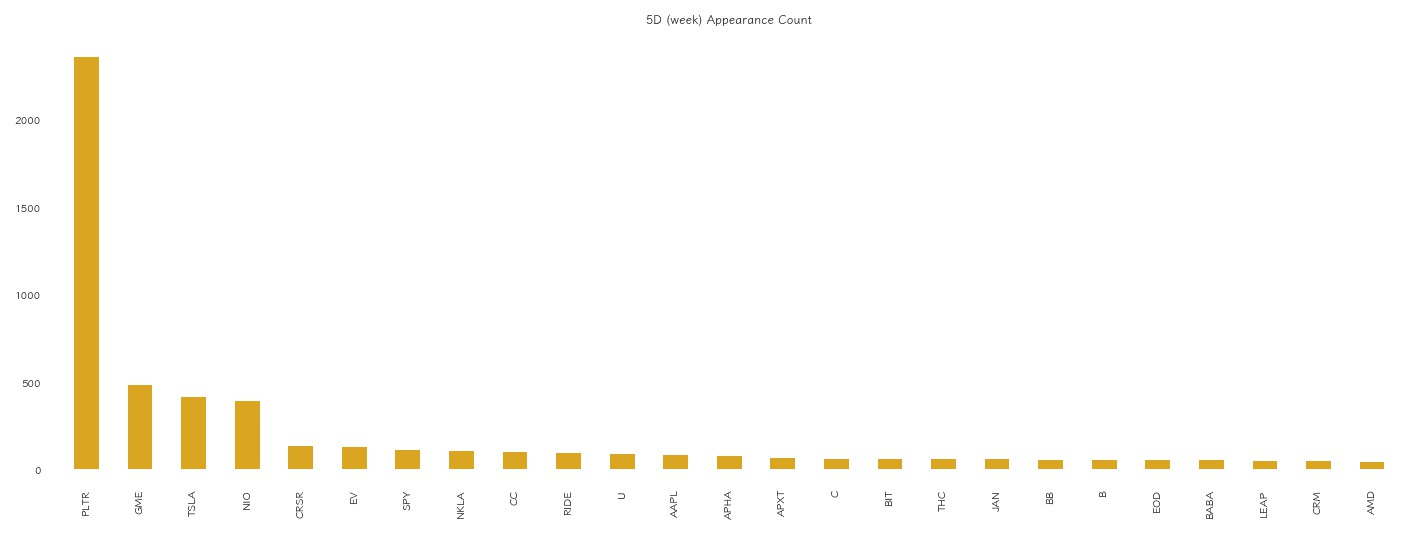 5D (week) Appearance Count
2000
1500
1000
500
0
PLTR
GME
TSLA
NIO
CRSR
EV
SPY
NKLA
CC
RIDE
U
AAPL
APHA
APXT
C
BIT
THC
JAN
BB
B
EOD
BABA
LEAP
CRM
AMD